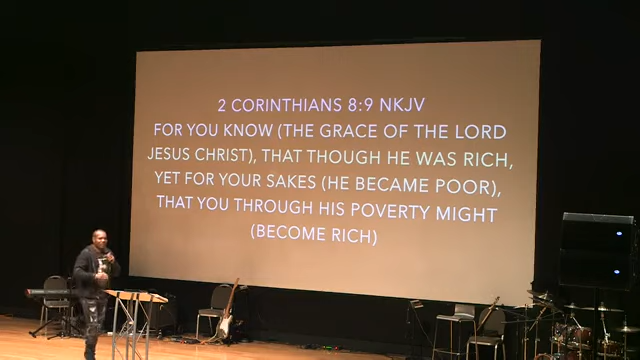 2 CORINTHIANS 8:9 NKJV
FOR YOU KNOW (THE GRACE OF THE LORD
JESUS CHRIST), THAT THOUGH HE WAS RICH,
YET FOR YOUR SAKES (HE BECAME POOR),
THAT YOU THROUGH HIS POVERTY MIGHT
(BECOME RICH)